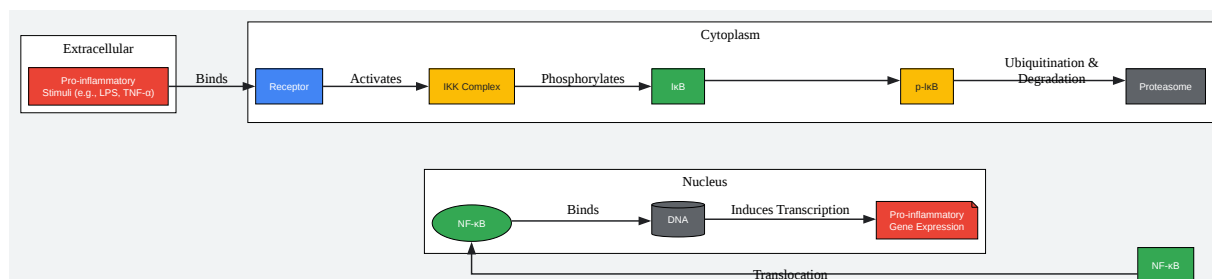 Extracellular
Pro-inflammatory
Stimuli (e.g., LPS, TNF-α)
Binds
Cytoplasm
Receptor
Activates
IKK Complex
Phosphorylates
IκB
p-IκB
Ubiquitination &
Degradation
Proteasome
Nucleus
NF-κB
Binds
DNA
Induces Transcription
Pro-inflammatory
Gene Expression
Translocation
NF-κB